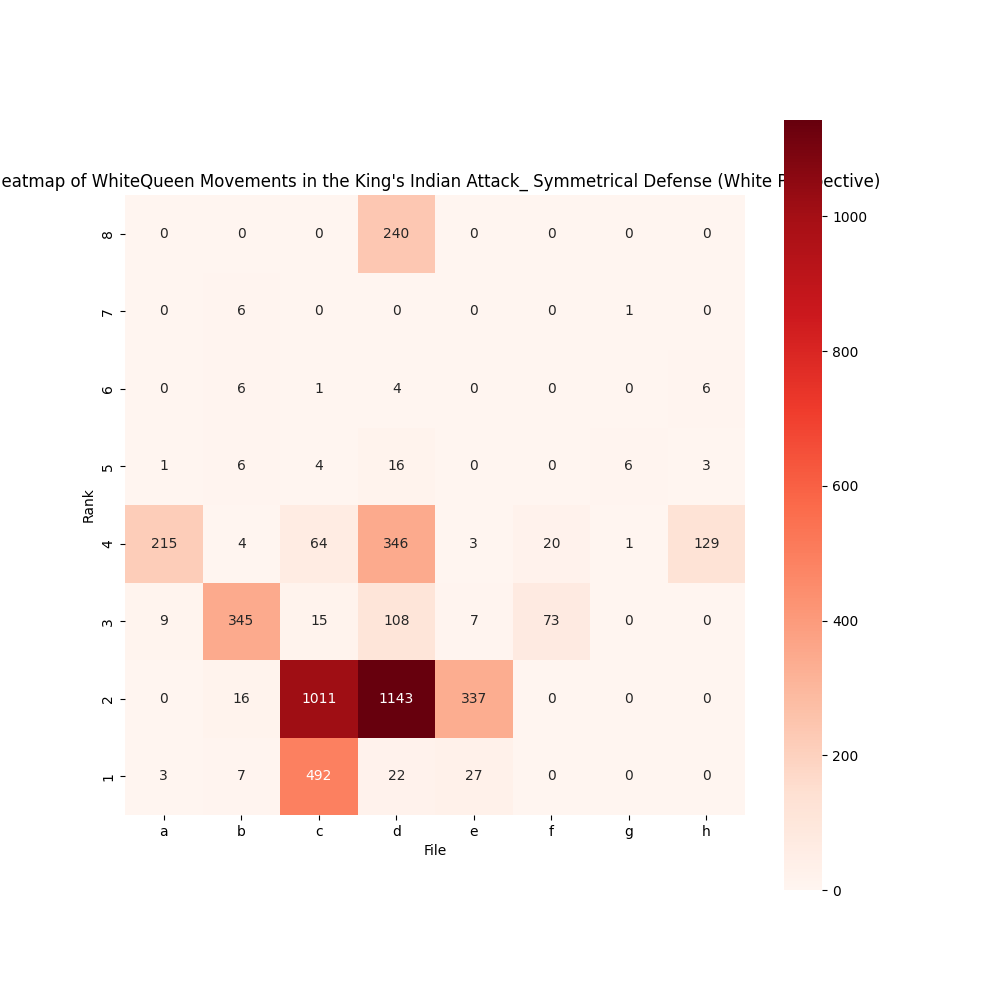 eatmap of WhiteQueen Movements in the King's Indian Attack_ Symmetrical Defense (White P pective)
8 0 0 0 240 0 0 0 0
7 0 6 0 0 0 0 1 0
6 0 6 1 4 0 0 0 6
5 1 6 4 16 0 0 6 3
4 215 4 64 346 3 20 1 129
3 9 345 15 108 7 73 0 0
2 0 16 1011 1143 337 0 0 0
1 3 7 492 22 27 0 0 0
a b c d e f g h
File
Rank
1000
800
600
400
200
0